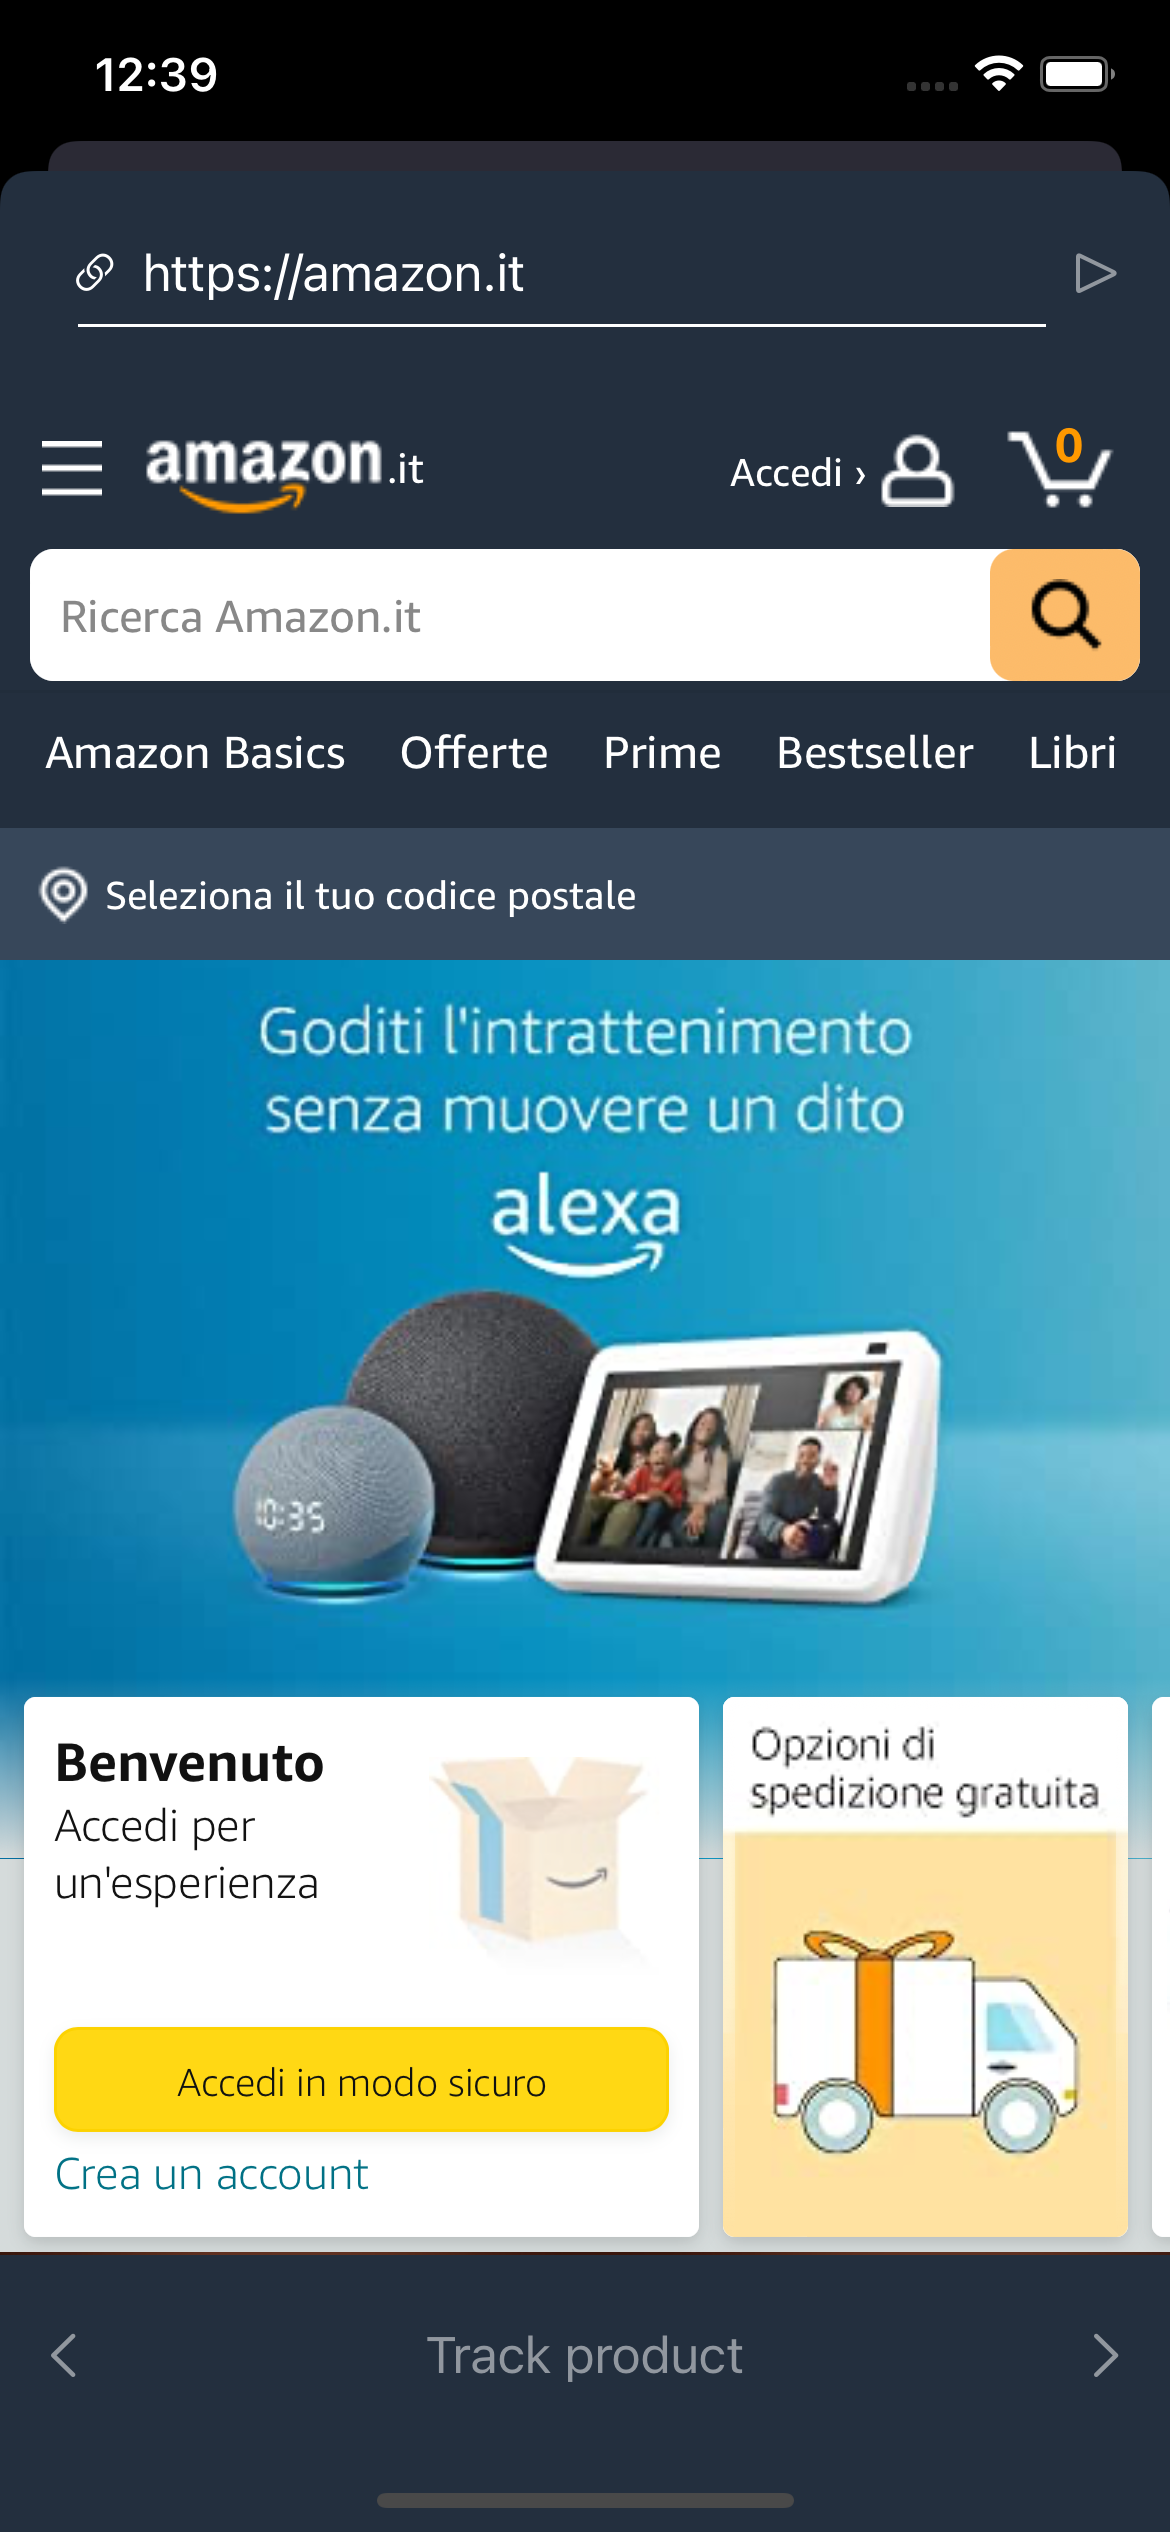 12:39
https://amazon.it
amazon.it
Accedi ›
0
Ricerca Amazon.it
Amazon Basics Offerte Prime Bestseller Libri
Seleziona il tuo codice postale
Goditi l'intrattenimento
senza muovere un dito
alexa
10:35
Benvenuto
Accedi per
un'esperienza
Accedi in modo sicuro
Crea un account
Opzioni di
spedizione gratuita
Track product